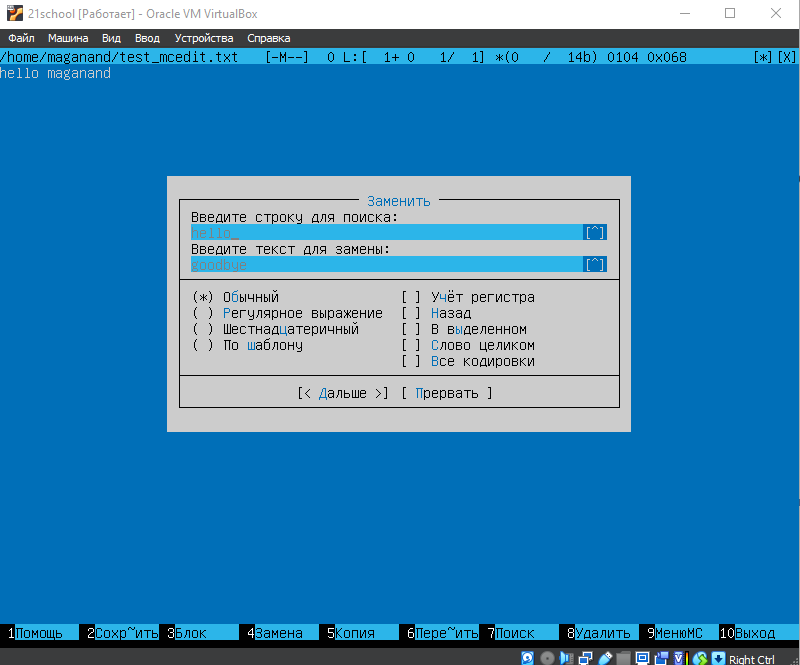 21school [Работает] - Oracle VM VirtualBox
Файл Машина Вид Ввод Устройства Справка
/home/maganand/test_mcedit.txt [-M--] 0 L:[ 1+ 0 1/ 1] *(0 / 14b) 0104 0x068 [*][X]
hello maganand
Заменить
Введите строку для поиска:
hello [^]
Введите текст для замены:
goodbye [^]
(*) Обычный [ ] Учёт регистра
( ) Регулярное выражение [ ] Назад
( ) Шестнадцатеричный [ ] В выделенном
( ) По шаблону [ ] Слово целиком
[ ] Все кодировки
[< Дальше >] [ Прервать ]
1Помощь 2Сохр~ить 3Блок 4Замена 5Копия 6Пере~ить 7Поиск 8Удалить 9МенюМС 10Выход
Right Ctrl